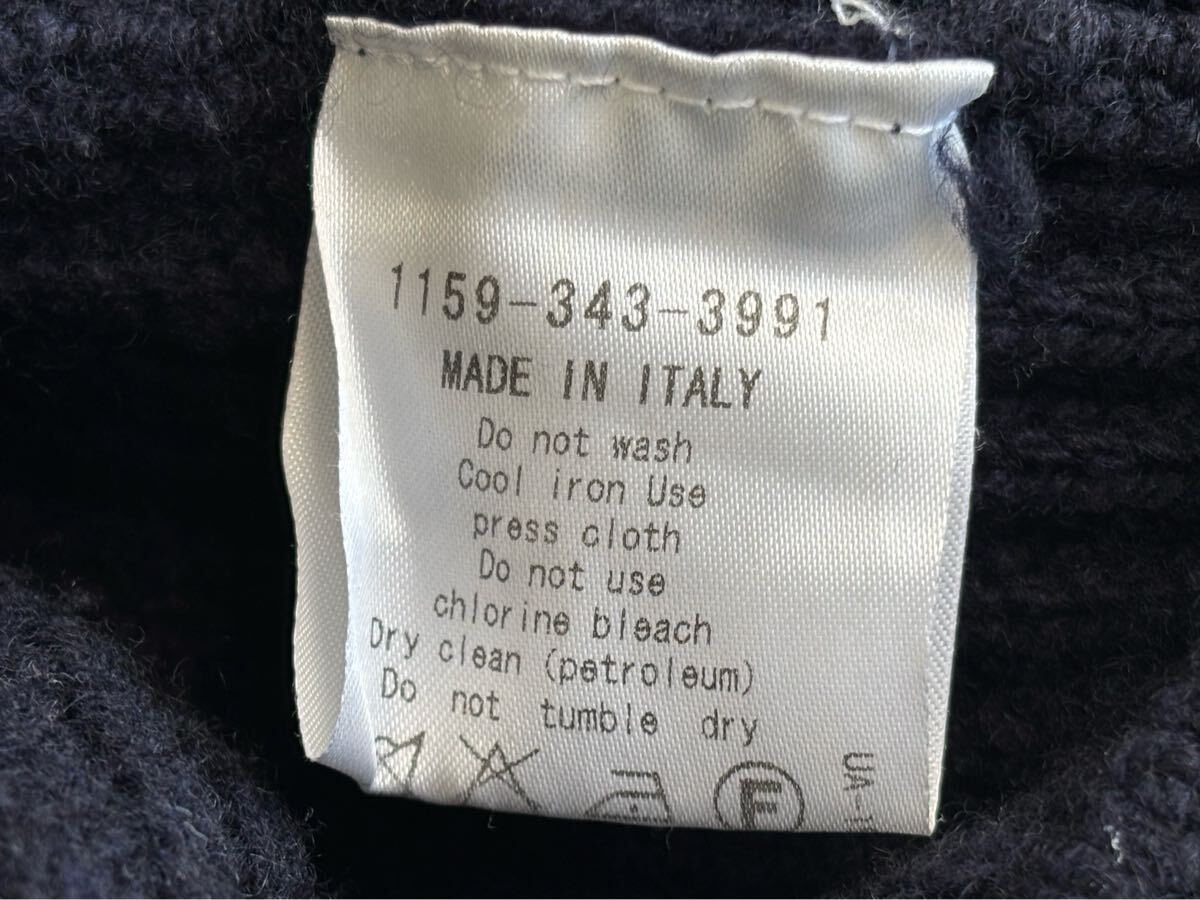 1159-343-3991
MADE IN ITALY
Do not wash
Cool iron Use
press cloth
Do not use
chlorine bleach
Dry clean (petroleum)
Do not tumble dry
F